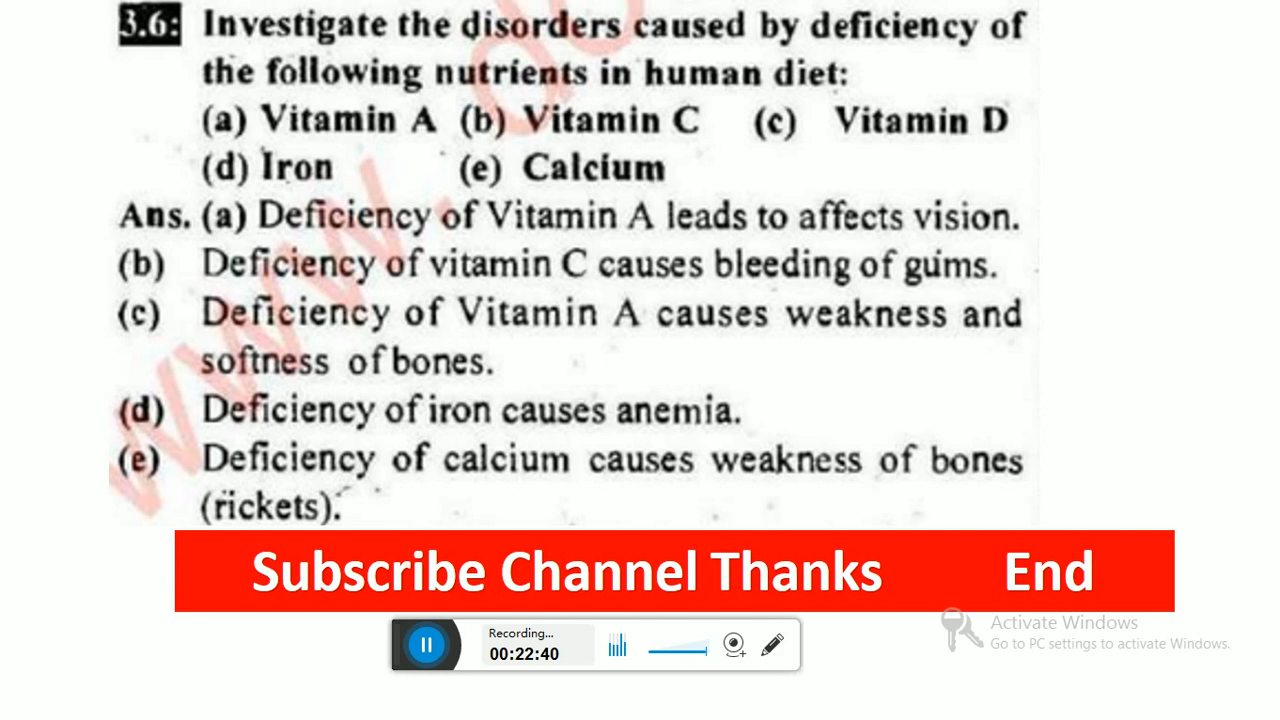 3.6: Investigate the disorders caused by deficiency of
the following nutrients in human diet:
(a) Vitamin A (b) Vitamin C (c) Vitamin D
(d) Iron (e) Calcium
Ans. (a) Deficiency of Vitamin A leads to affects vision.
(b) Deficiency of vitamin C causes bleeding of gums.
(c) Deficiency of Vitamin A causes weakness and
softness of bones.
(d) Deficiency of iron causes anemia.
(e) Deficiency of calcium causes weakness of bones
(rickets).
Subscribe Channel Thanks End
Recording...
00:22:40
Activate Windows
Go to PC settings to activate Windows.